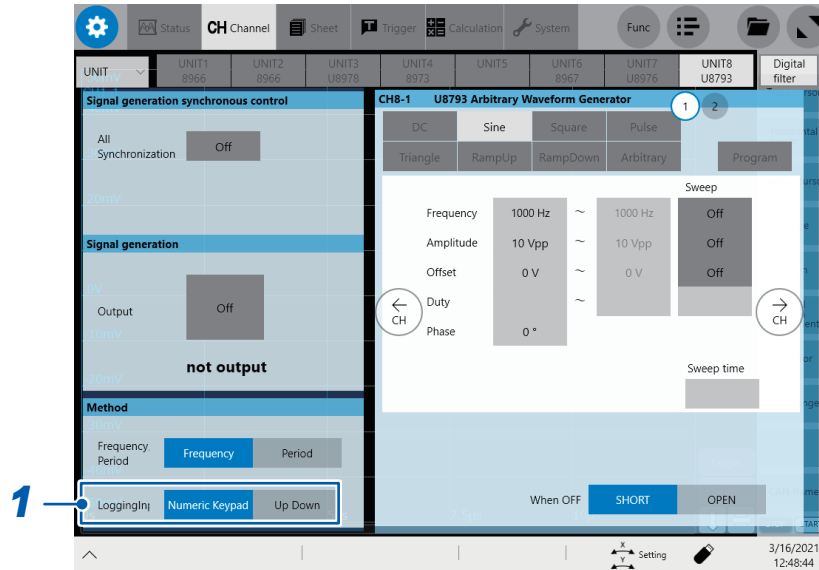 Status CH Channel Sheet Trigger Calculation System Func
UNIT UNIT1 UNIT2 UNIT3 UNIT4 UNIT5 UNIT6 UNIT7 UNIT8 Digital
8966 8966 U8978 8973 8967 U8976 U8793 filter
Signal generation synchronous control
All
Synchronization Off
20mV
Signal generation
0V
Output Off
-10mV
not output
-20mV
Method
-30mV
Frequency
Period Frequency Period
1 LoggingInp Numeric Keypad Up Down
CH8-1 U8793 Arbitrary Waveform Generator 1 2
DC Sine Square Pulse
Triangle RampUp RampDown Arbitrary Program
Sweep
Frequency 1000 Hz ~ 1000 Hz Off
Amplitude 10 Vpp ~ 10 Vpp Off
Offset 0 V ~ 0 V Off
Duty ~
Phase 0 °
← CH
→ CH
Sweep time
When OFF SHORT OPEN
X
Y Setting
3/16/2021
12:48:44